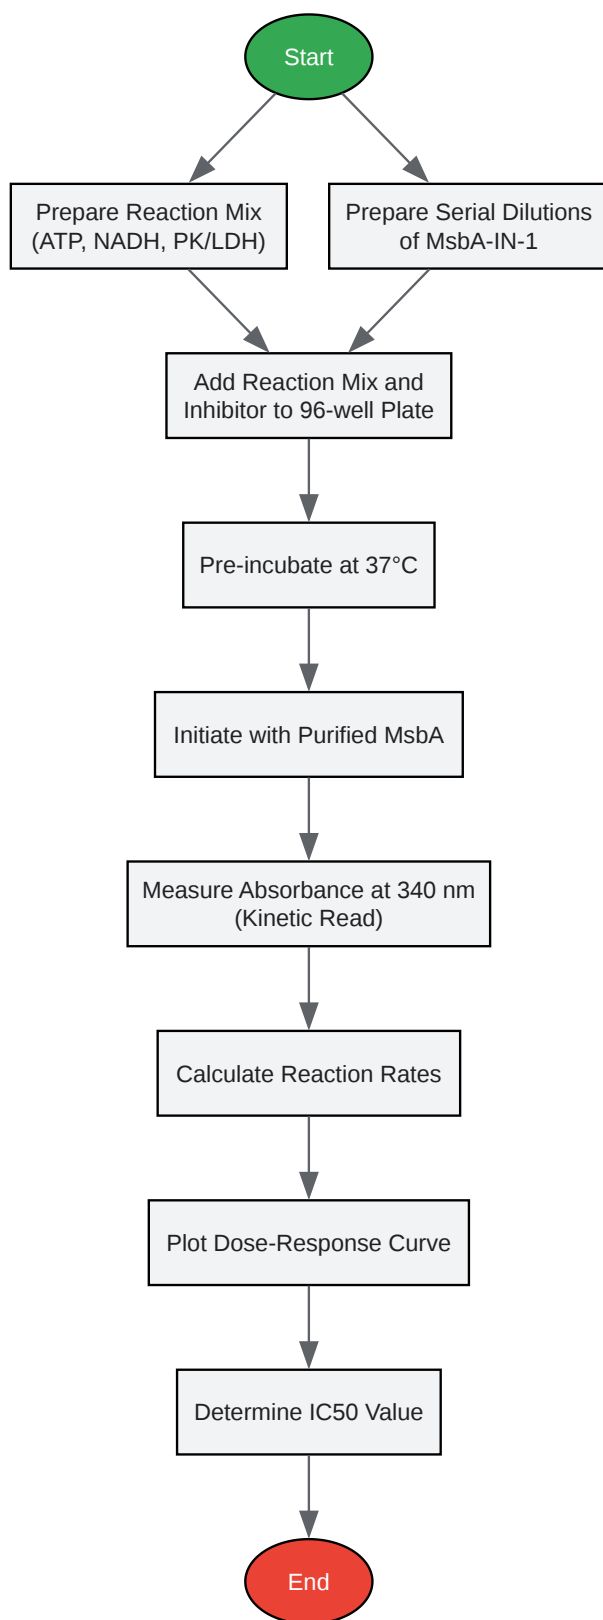 Start
Prepare Reaction Mix
(ATP, NADH, PK/LDH)
Prepare Serial Dilutions
of MsbA-IN-1
Add Reaction Mix and
Inhibitor to 96-well Plate
Pre-incubate at 37°C
Initiate with Purified MsbA
Measure Absorbance at 340 nm
(Kinetic Read)
Calculate Reaction Rates
Plot Dose-Response Curve
Determine IC50 Value
End